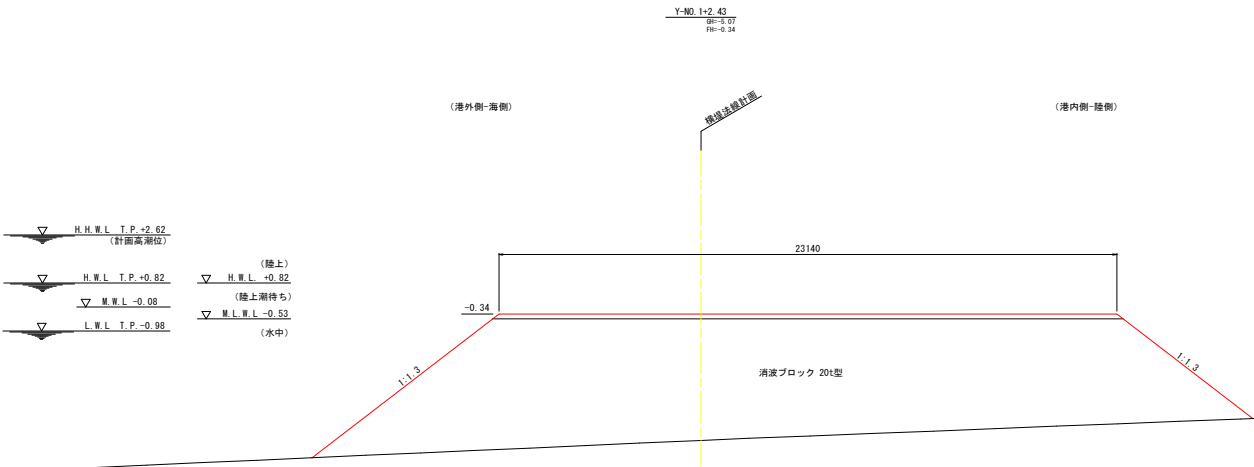 Y-NO.1+2.43
GH=-5.07
FH=-0.34
(港外側-海側)
横堤法線計画
(港内側-陸側)
H.H.W.L T.P.+2.62
(計画高潮位)
23140
(陸上)
H.W.L T.P.+0.82
H.W.L. +0.82
(陸上潮待ち)
M.W.L -0.08
-0.34
M.L.W.L -0.53
L.W.L T.P.-0.98
(水中)
1:1.3
消波ブロック 20t型
1:1.3